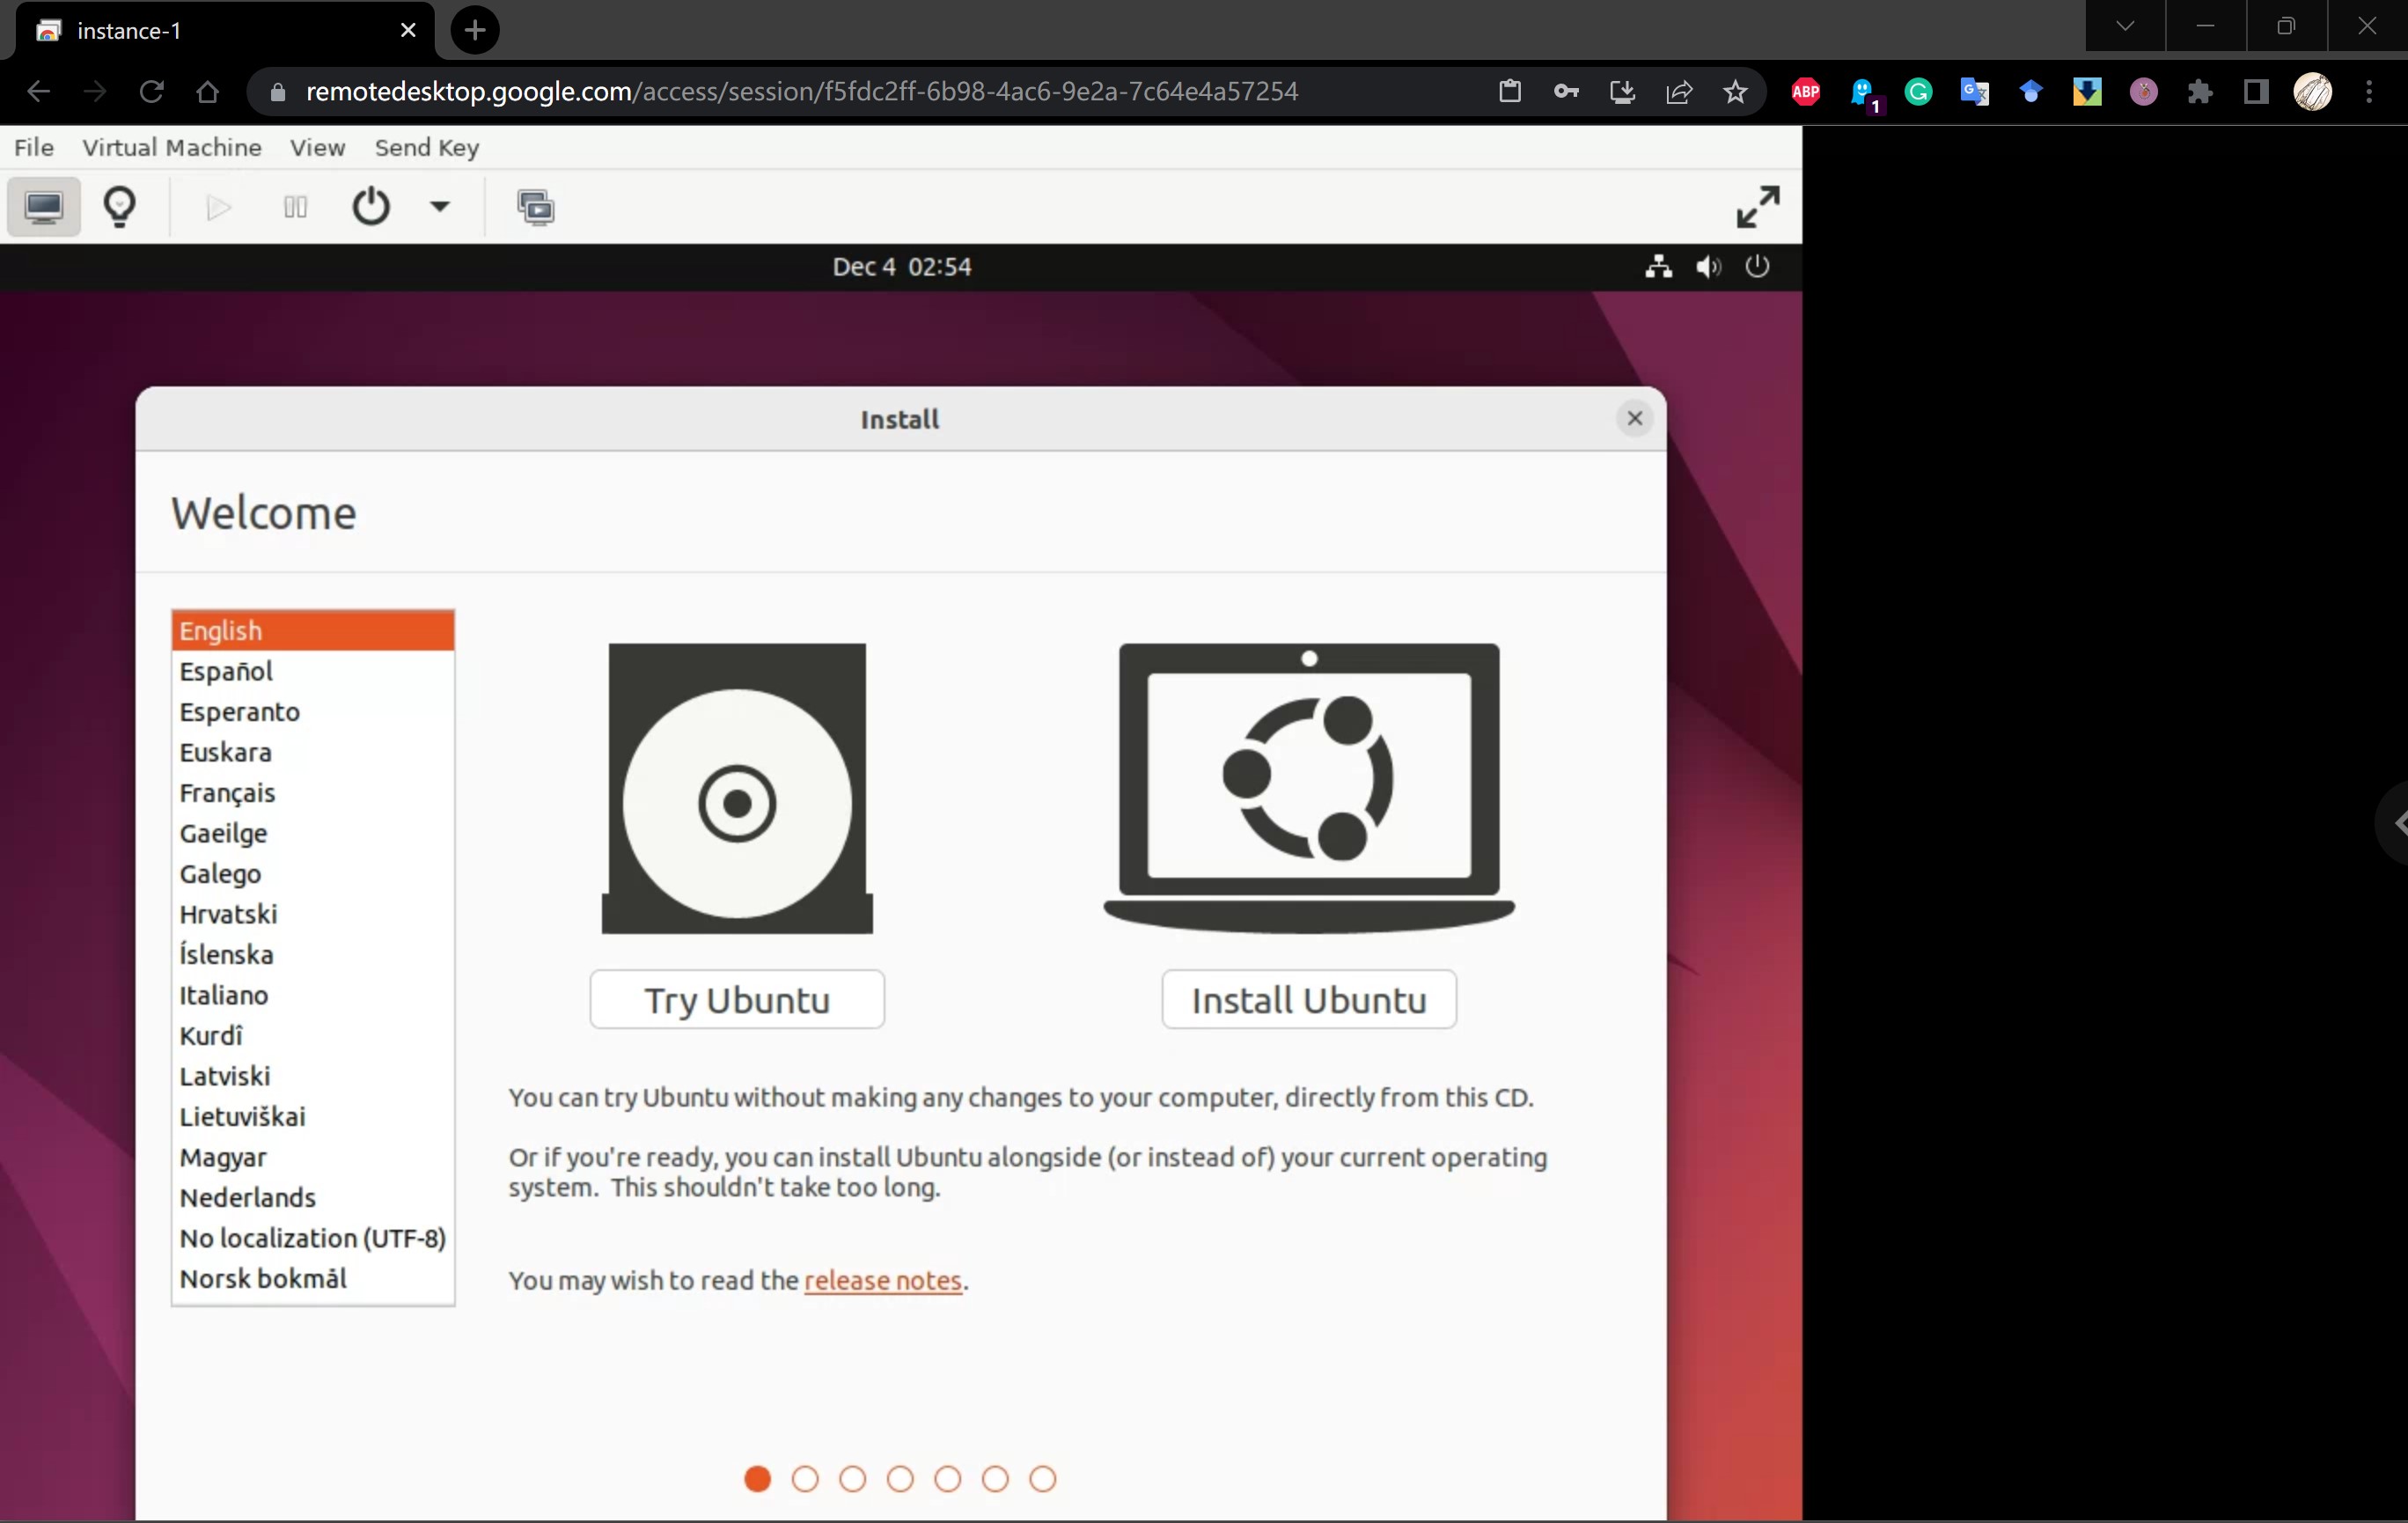 instance-1
remotedesktop.google.com/access/session/f5fdc2ff-6b98-4ac6-9e2a-7c64e4a57254
ABP
1
File Virtual Machine View Send Key
Dec 4 02:54
Install
Welcome
English
Español
Esperanto
Euskara
Français
Gaeilge
Galego
Hrvatski
Íslenska
Italiano
Kurdî
Latviski
Lietuviškai
Magyar
Nederlands
No localization (UTF-8)
Norsk bokmål
Try Ubuntu
Install Ubuntu
You can try Ubuntu without making any changes to your computer, directly from this CD.
Or if you're ready, you can install Ubuntu alongside (or instead of) your current operating
system. This shouldn't take too long.
You may wish to read the release notes.